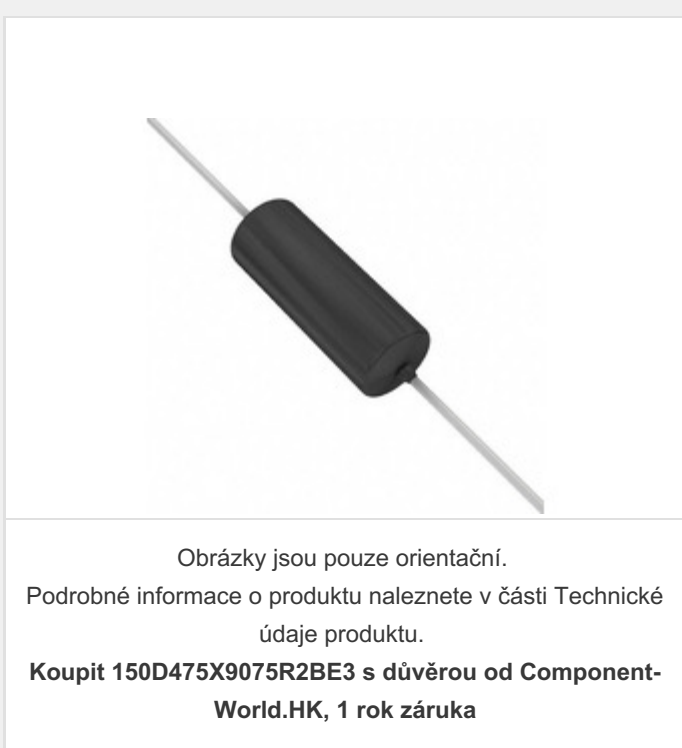 Obrázky jsou pouze orientační.
Podrobné informace o produktu naleznete v části Technické
údaje produktu.
Koupit 150D475X9075R2BE3 s důvěrou od Component-
World.HK, 1 rok záruka